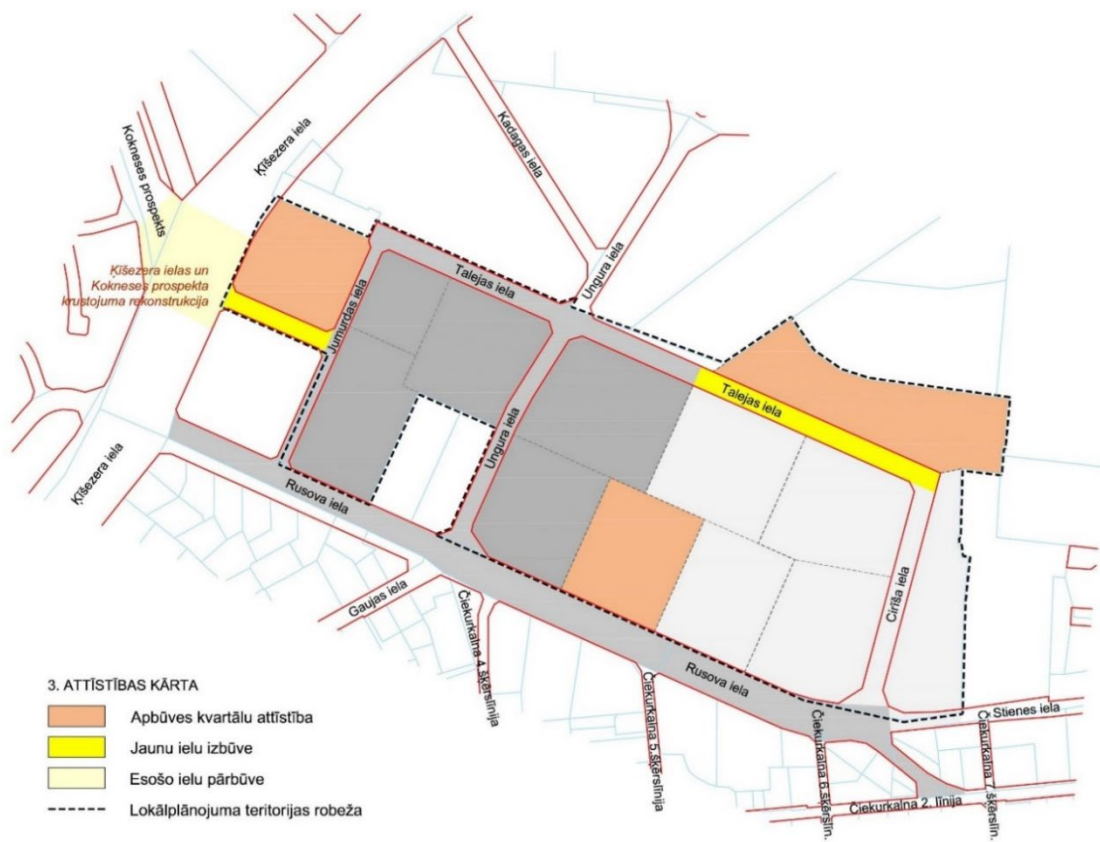 Kokneses prospekts
Ķīšezera iela
Kadagas iela
Ungura iela
Ķīšezera ielas un
Kokneses prospekta
krustojuma rekonstrukcija
Talejas iela
Jumurdas iela
Talejas iela
Ungura iela
Ķīšezera iela
Rusova iela
Cirīša iela
Gaujas iela
Čiekurkalna 4.šķērslīnija
Rusova iela
Čiekurkalna 5.šķērslīnija
Čiekurkalna 6.šķērslīn.
Stienes iela
Čiekurkalna 7.šķērslīn.
Čiekurkalna 2. līnija
3. ATTĪSTĪBAS KĀRTA
Apbūves kvartālu attīstība
Jaunu ielu izbūve
Esošo ielu pārbūve
Lokālplānojuma teritorijas robeža